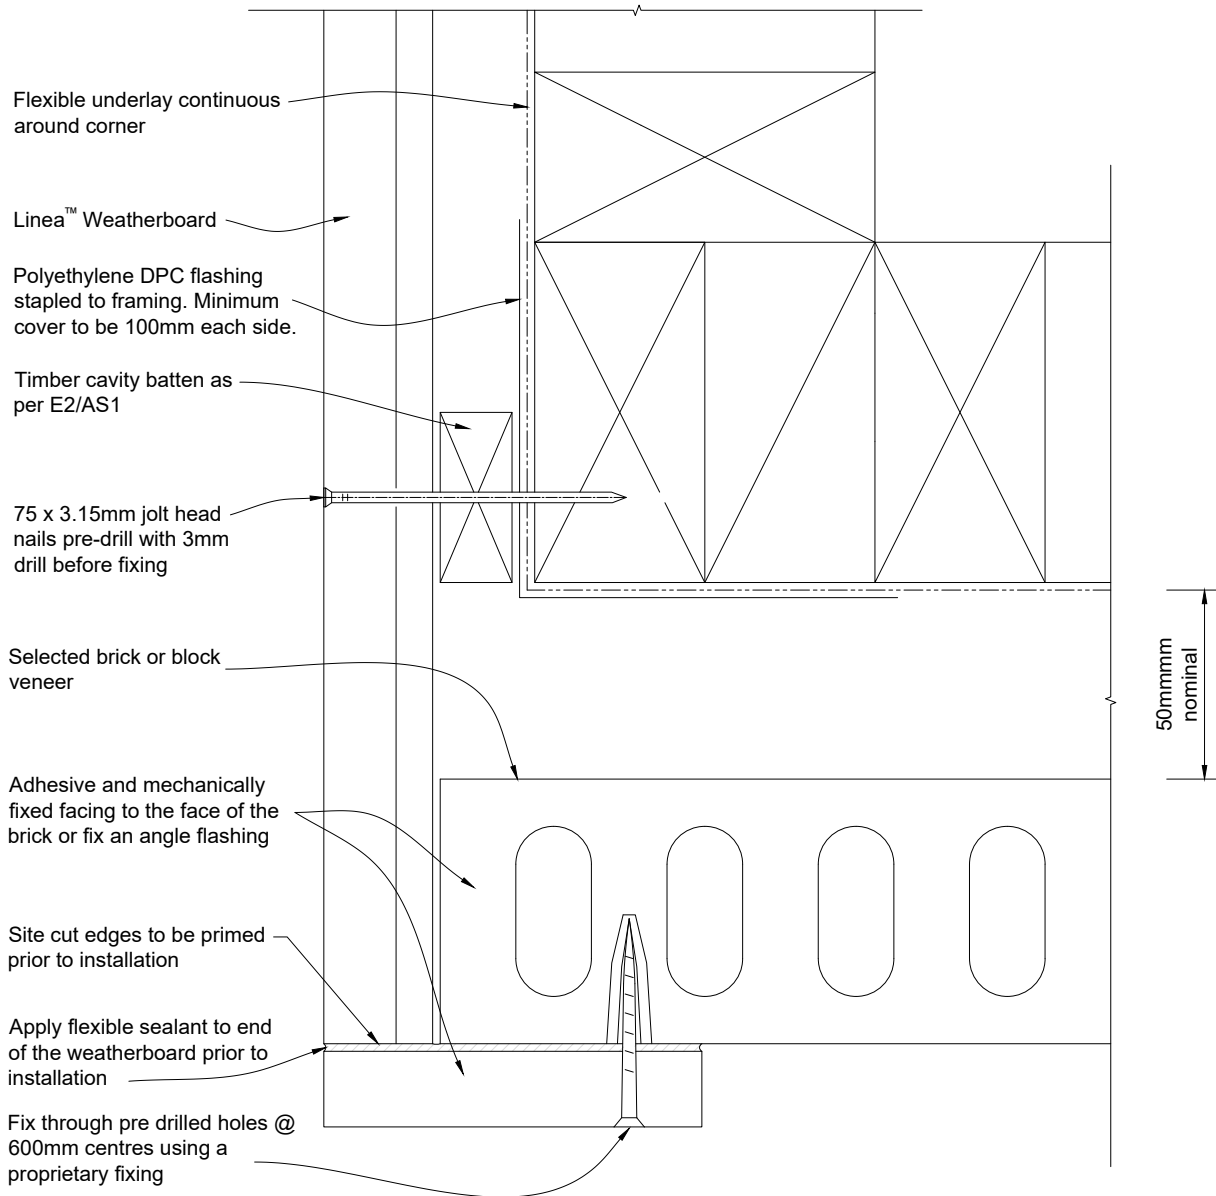 Flexible underlay continuous
around corner
Linea™ Weatherboard
Polyethylene DPC flashing
stapled to framing. Minimum
cover to be 100mm each side.
Timber cavity batten as
per E2/AS1
75 x 3.15mm jolt head
nails pre-drill with 3mm
drill before fixing
Selected brick or block
veneer
50mmmm
nominal
Adhesive and mechanically
fixed facing to the face of the
brick or fix an angle flashing
Site cut edges to be primed
prior to installation
Apply flexible sealant to end
of the weatherboard prior to
installation
Fix through pre drilled holes @
600mm centres using a
proprietary fixing